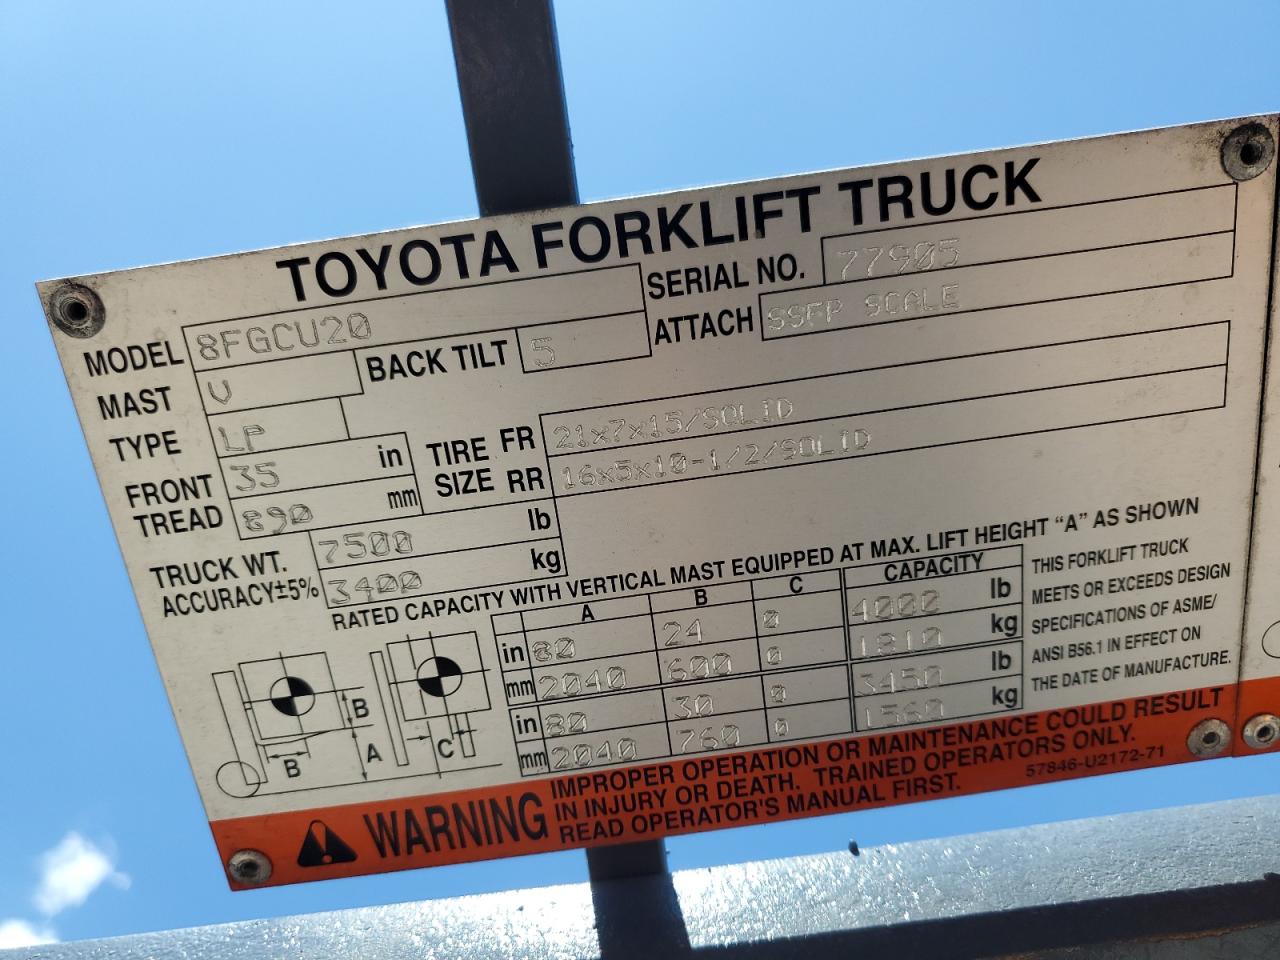 TOYOTA FORKLIFT TRUCK
MODEL 8FGCU20 SERIAL NO. 77905
MAST V BACK TILT 5 ATTACH SSFP SCALE
TYPE LP
FRONT TREAD 35 in 890 mm
TIRE SIZE FR 21x7x15/SOLID
RR 16x5x10-1/2/SOLID
TRUCK WT. ACCURACY±5% 7500 lb
3400 kg
RATED CAPACITY WITH VERTICAL MAST EQUIPPED AT MAX. LIFT HEIGHT "A" AS SHOWN
A B C CAPACITY
in 80 24 0 4000 lb
mm 2040 600 0 1810 kg
in 80 30 0 3450 lb
mm 2040 760 0 1560 kg
B
B A C
THIS FORKLIFT TRUCK
MEETS OR EXCEEDS DESIGN
SPECIFICATIONS OF ASME/
ANSI B56.1 IN EFFECT ON
THE DATE OF MANUFACTURE.
WARNING
IMPROPER OPERATION OR MAINTENANCE COULD RESULT
IN INJURY OR DEATH. TRAINED OPERATORS ONLY.
READ OPERATOR'S MANUAL FIRST.
57846-U2172-71